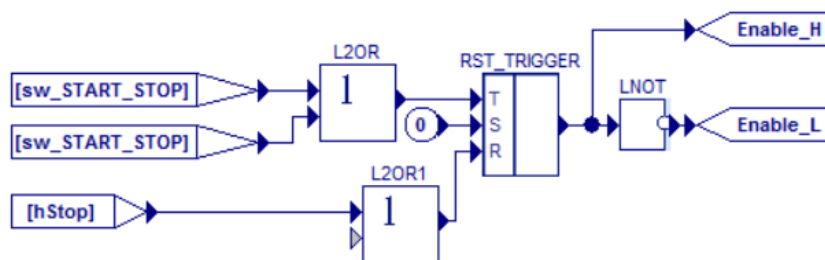 Enable_H
L2OR
RST_TRIGGER
LNOT
[sw_START_STOP]
1
T
0
S
Enable_L
[sw_START_STOP]
R
L2OR1
[hStop]
1